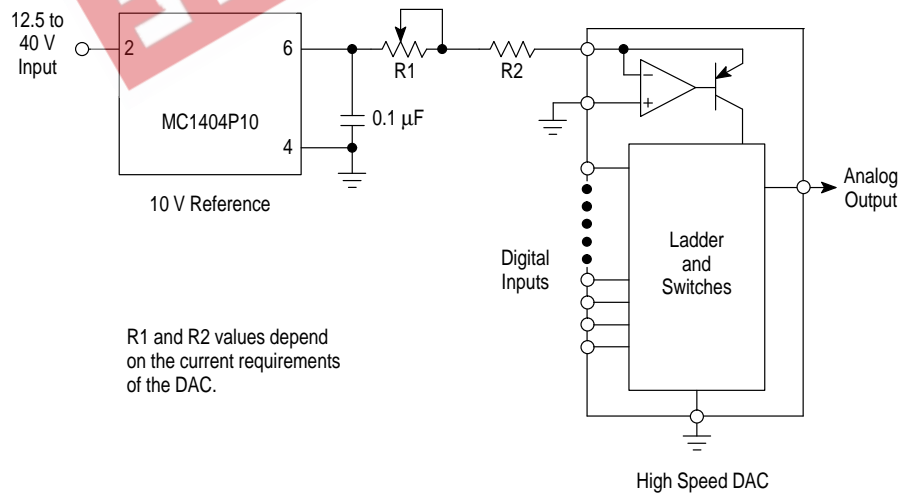 12.5 to
40 V
Input
2
6
MC1404P10
4
10 V Reference
0.1 μF
R1
R2
−
+
Ladder
and
Switches
Analog
Output
Digital
Inputs
R1 and R2 values depend
on the current requirements
of the DAC.
High Speed DAC